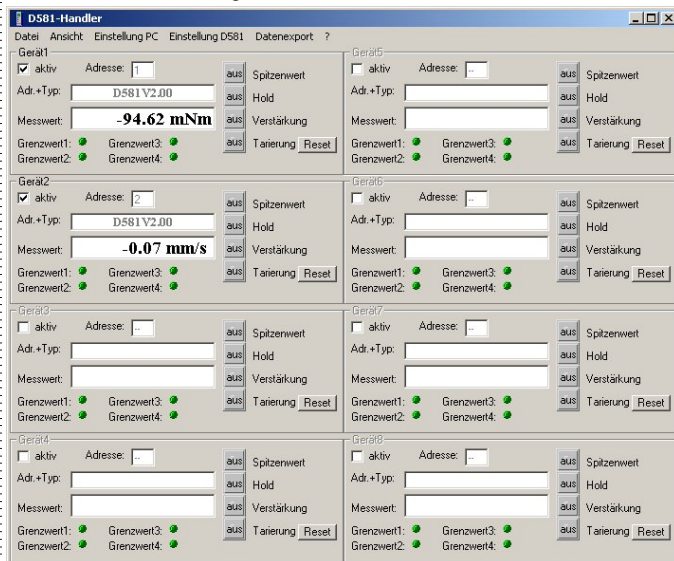 D581-Handler
Datei Ansicht Einstellung PC Einstellung D581 Datenexport ?
Gerät1
aktiv Adresse: 1 aus Spitzenwert
Adr.+Typ: D581V2.00 aus Hold
Messwert: -94.62 mNm aus Verstärkung
Grenzwert1: Grenzwert3: aus Tarierung Reset
Grenzwert2: Grenzwert4:
Gerät5
aktiv Adresse: .. aus Spitzenwert
Adr.+Typ: aus Hold
Messwert: aus Verstärkung
Grenzwert1: Grenzwert3: aus Tarierung Reset
Grenzwert2: Grenzwert4:
Gerät2
aktiv Adresse: 2 aus Spitzenwert
Adr.+Typ: D581V2.00 aus Hold
Messwert: -0.07 mm/s aus Verstärkung
Grenzwert1: Grenzwert3: aus Tarierung Reset
Grenzwert2: Grenzwert4:
Gerät6
aktiv Adresse: .. aus Spitzenwert
Adr.+Typ: aus Hold
Messwert: aus Verstärkung
Grenzwert1: Grenzwert3: aus Tarierung Reset
Grenzwert2: Grenzwert4:
Gerät3
aktiv Adresse: .. aus Spitzenwert
Adr.+Typ: aus Hold
Messwert: aus Verstärkung
Grenzwert1: Grenzwert3: aus Tarierung Reset
Grenzwert2: Grenzwert4:
Gerät7
aktiv Adresse: .. aus Spitzenwert
Adr.+Typ: aus Hold
Messwert: aus Verstärkung
Grenzwert1: Grenzwert3: aus Tarierung Reset
Grenzwert2: Grenzwert4:
Gerät4
aktiv Adresse: .. aus Spitzenwert
Adr.+Typ: aus Hold
Messwert: aus Verstärkung
Grenzwert1: Grenzwert3: aus Tarierung Reset
Grenzwert2: Grenzwert4:
Gerät8
aktiv Adresse: .. aus Spitzenwert
Adr.+Typ: aus Hold
Messwert: aus Verstärkung
Grenzwert1: Grenzwert3: aus Tarierung Reset
Grenzwert2: Grenzwert4: